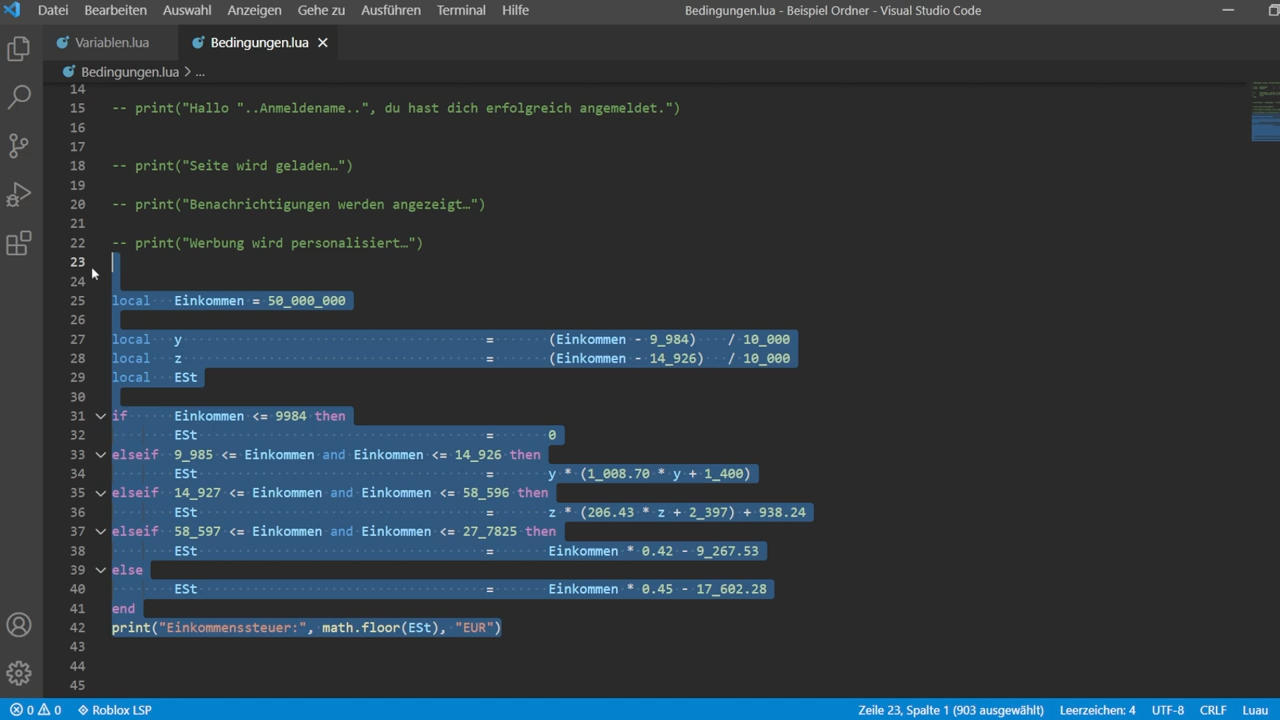 Datei Bearbeiten Auswahl Anzeigen Gehe zu Ausführen Terminal Hilfe Bedingungen.lua - Beispiel Ordner - Visual Studio Code
Variablen.lua Bedingungen.lua
Bedingungen.lua > ...
14
15 -- print("Hallo "..Anmeldename..", du hast dich erfolgreich angemeldet.")
16
17
18 -- print("Seite wird geladen…")
19
20 -- print("Benachrichtigungen werden angezeigt…")
21
22 -- print("Werbung wird personalisiert…")
23
24
25 local Einkommen = 50_000_000
26
27 local y = (Einkommen - 9_984) / 10_000
28 local z = (Einkommen - 14_926) / 10_000
29 local ESt
30
31 if Einkommen <= 9984 then
32 ESt = 0
33 elseif 9_985 <= Einkommen and Einkommen <= 14_926 then
34 ESt = y * (1_008.70 * y + 1_400)
35 elseif 14_927 <= Einkommen and Einkommen <= 58_596 then
36 ESt = z * (206.43 * z + 2_397) + 938.24
37 elseif 58_597 <= Einkommen and Einkommen <= 27_7825 then
38 ESt = Einkommen * 0.42 - 9_267.53
39 else
40 ESt = Einkommen * 0.45 - 17_602.28
41 end
42 print("Einkommenssteuer:", math.floor(ESt), "EUR")
43
44
45
0 0 Roblox LSP Zeile 23, Spalte 1 (903 ausgewählt) Leerzeichen: 4 UTF-8 CRLF Luau